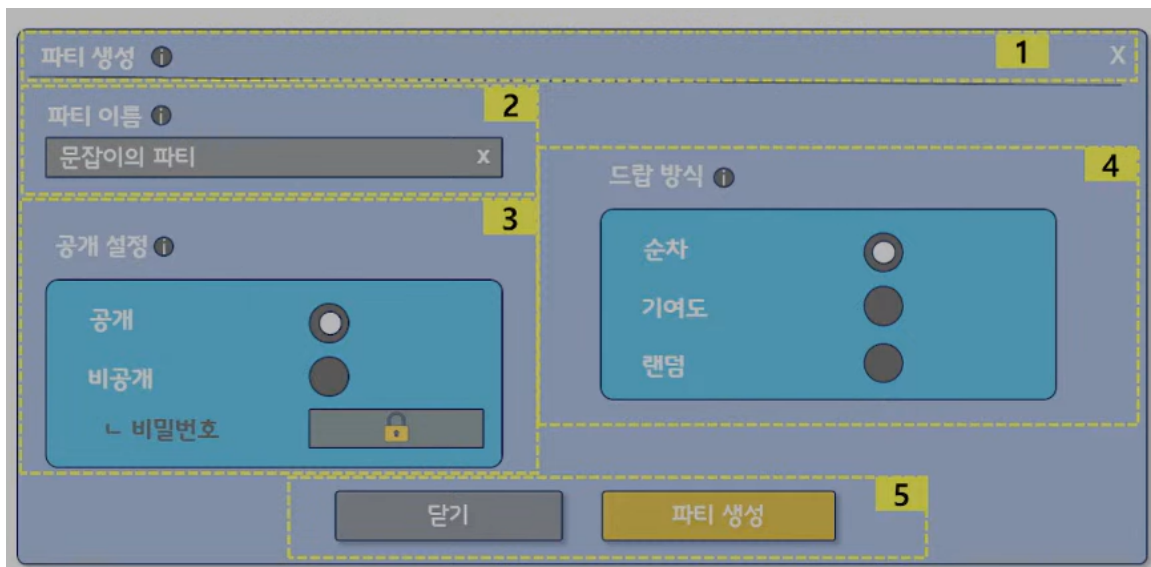 파티 생성 i
1
X
파티 이름 i
2
문잡이의 파티 x
공개 설정 i
3
공개
비공개
ㄴ 비밀번호
드랍 방식 i
4
순차
기여도
랜덤
닫기
파티 생성
5